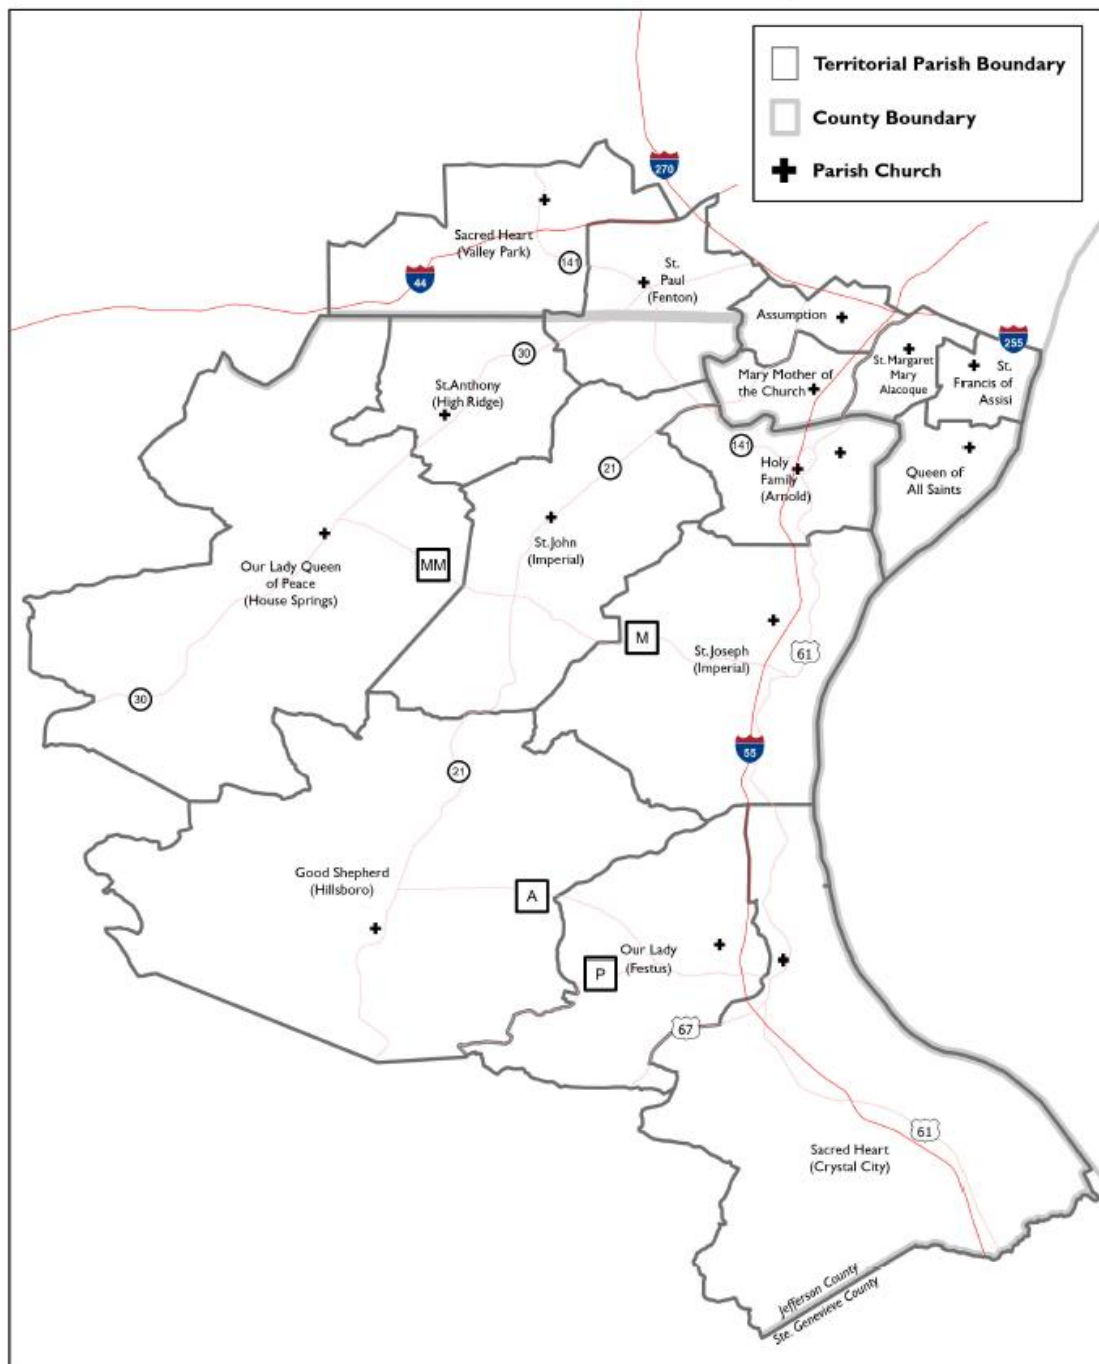 Territorial Parish Boundary
County Boundary
Parish Church
270
Sacred Heart
(Valley Park)
141
44
St.
Paul
(Fenton)
Assumption
255
30
St. Anthony
(High Ridge)
Mary Mother of
the Church
St. Margaret
Mary
Alacoque
St.
Francis of
Assisi
141
21
Holy
Family
(Arnold)
Queen of
All Saints
St. John
(Imperial)
Our Lady Queen
of Peace
(House Springs)
MM
M
St. Joseph
(Imperial)
61
30
55
21
Good Shepherd
(Hillsboro)
A
Our Lady
(Festus)
P
67
61
Sacred Heart
(Crystal City)
Jefferson County
Ste. Genevieve County